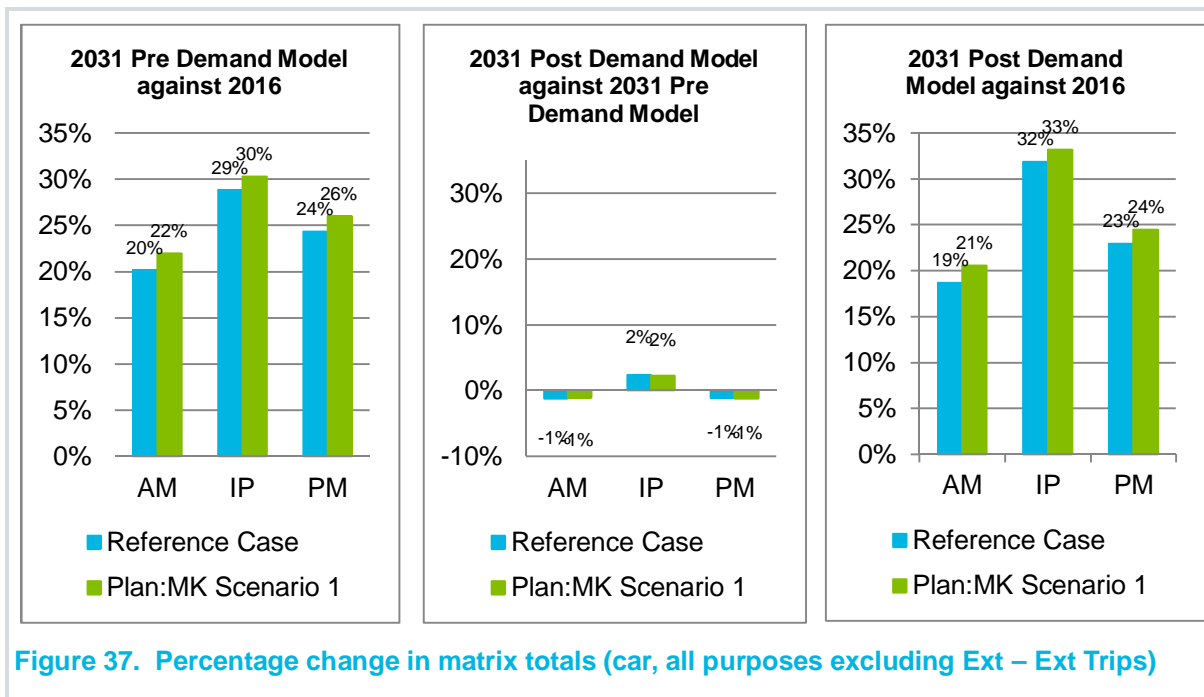 2031 Pre Demand Model
against 2016
35%
30%
25%
20%
15%
10%
5%
0%
20%
22%
29%
30%
24%
26%
AM IP PM
Reference Case
Plan:MK Scenario 1
2031 Post Demand Model
against 2031 Pre
Demand Model
30%
20%
10%
0%
-10%
-1%
-1%
2%
2%
-1%
-1%
AM IP PM
Reference Case
Plan:MK Scenario 1
2031 Post Demand
Model against 2016
35%
30%
25%
20%
15%
10%
5%
0%
19%
21%
32%
33%
23%
24%
AM IP PM
Reference Case
Plan:MK Scenario 1
Figure 37. Percentage change in matrix totals (car, all purposes excluding Ext – Ext Trips)